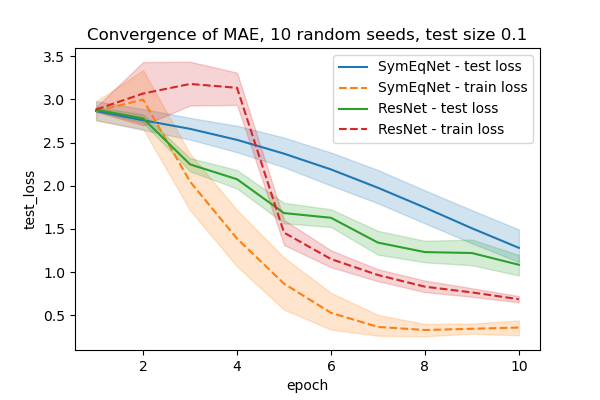 Convergence of MAE, 10 random seeds, test size 0.1
3.5
3.0
2.5
2.0
1.5
1.0
0.5
test_loss
SymEqNet - test loss
SymEqNet - train loss
ResNet - test loss
ResNet - train loss
2 4 6 8 10
epoch